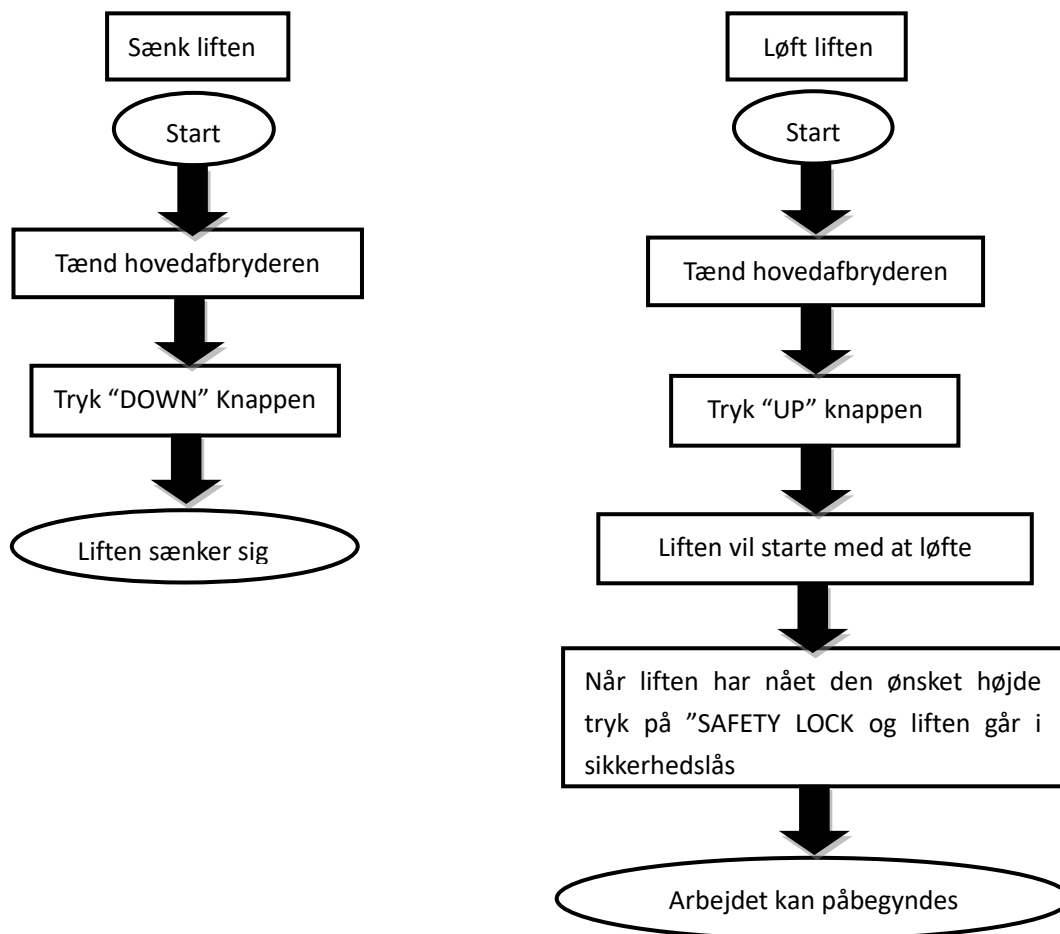 Sænk liften
Start
Tænd hovedafbryderen
Tryk “DOWN” Knappen
Liften sænker sig
Løft liften
Start
Tænd hovedafbryderen
Tryk “UP” knappen
Liften vil starte med at løfte
Når liften har nået den ønsket højde
tryk på ”SAFETY LOCK og liften går i
sikkerhedslås
Arbejdet kan påbegyndes